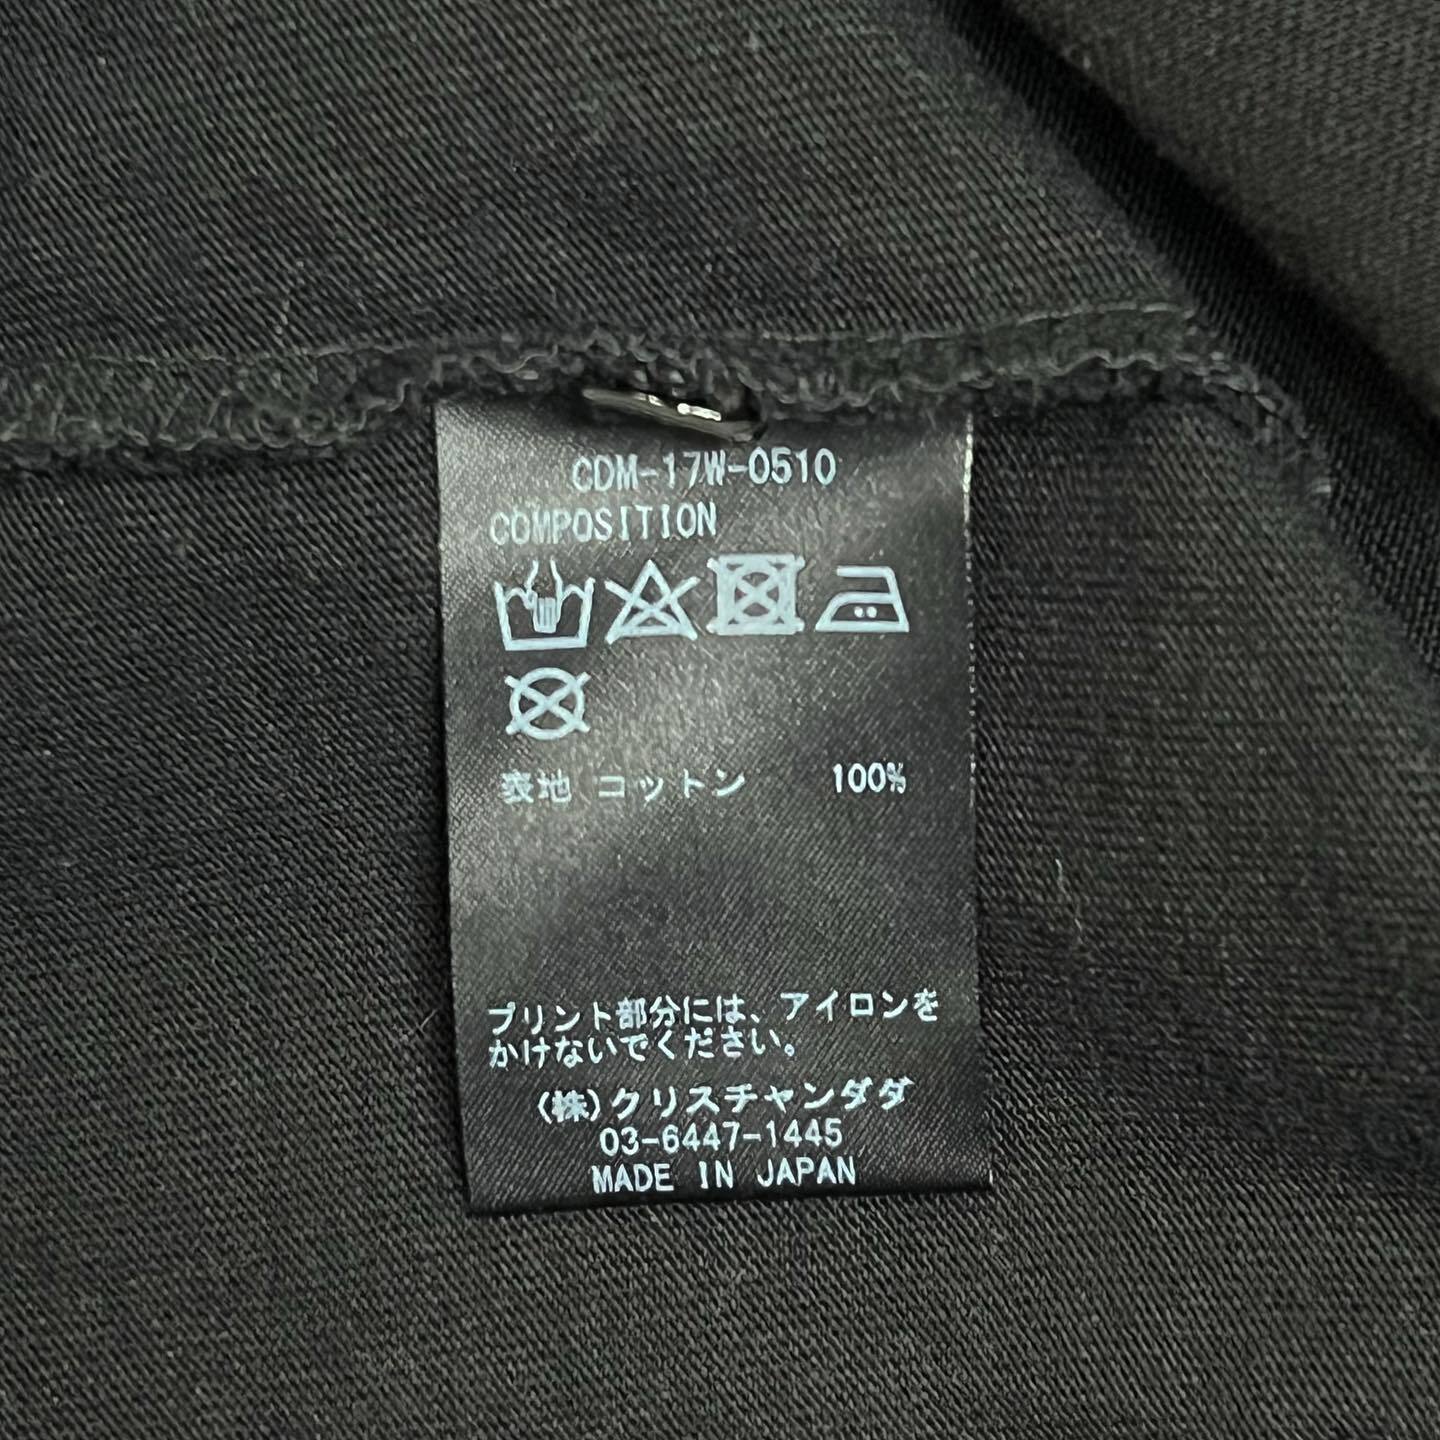 CDM-17W-0510
COMPOSITION
表地 コットン 100%
プリント部分には、アイロンを
かけないでください。
(株)クリスチャンダダ
03-6447-1445
MADE IN JAPAN